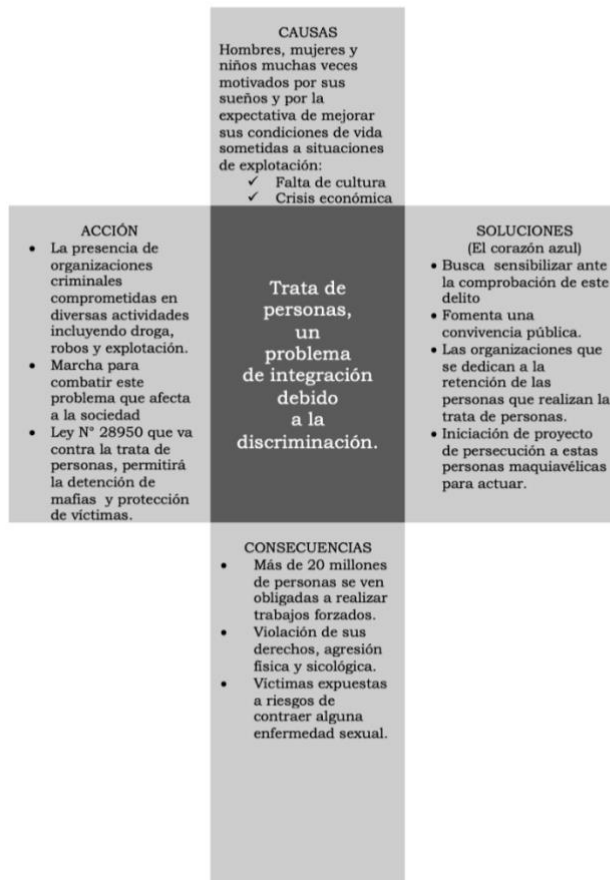 CAUSAS
Hombres, mujeres y
niños muchas veces
motivados por sus
sueños y por la
expectativa de mejorar
sus condiciones de vida
sometidas a situaciones
de explotación:
✓ Falta de cultura
✓ Crisis económica
ACCIÓN
• La presencia de
organizaciones
criminales
comprometidas en
diversas actividades
incluyendo droga,
robos y explotación.
• Marcha para
combatir este
problema que afecta
a la sociedad
• Ley N° 28950 que va
contra la trata de
personas, permitirá
la detención de
mafias y protección
de víctimas.
Trata de
personas,
un
problema
de integración
debido
a la
discriminación.
SOLUCIONES
(El corazón azul)
• Busca sensibilizar ante
la comprobación de este
delito
• Fomenta una
convivencia pública.
• Las organizaciones que
se dedican a la
retención de las
personas que realizan la
trata de personas.
• Iniciación de proyecto
de persecución a estas
personas maquiavélicas
para actuar.
CONSECUENCIAS
• Más de 20 millones
de personas se ven
obligadas a realizar
trabajos forzados.
• Violación de sus
derechos, agresión
física y sicológica.
• Víctimas expuestas
a riesgos de
contraer alguna
enfermedad sexual.